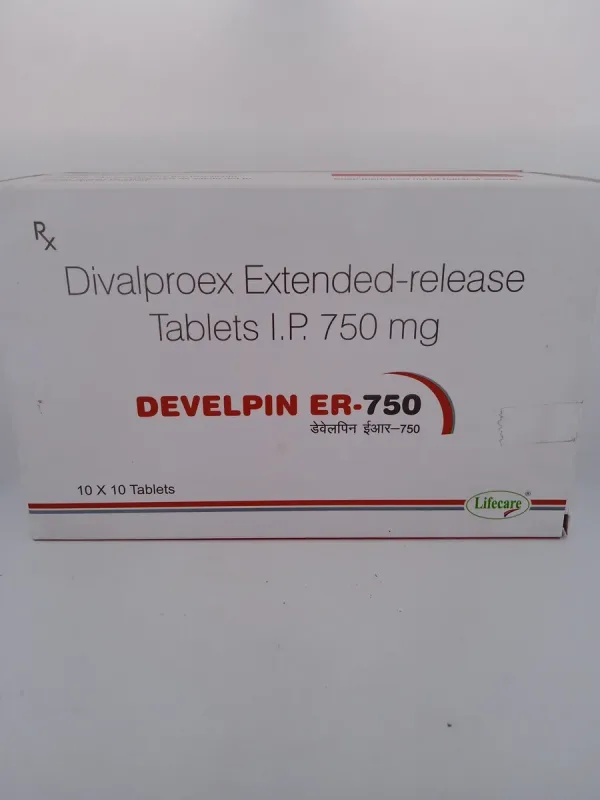 Rx
Divalproex Extended-release
Tablets I.P. 750 mg
DEVELPIN ER-750
डेवेलपिन ईआर–750
10 X 10 Tablets
Lifecare®